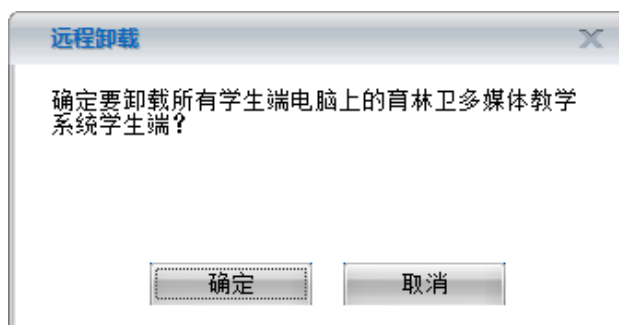 远程卸载
确定要卸载所有学生端电脑上的育林卫多媒体教学
系统学生端?
确定
取消